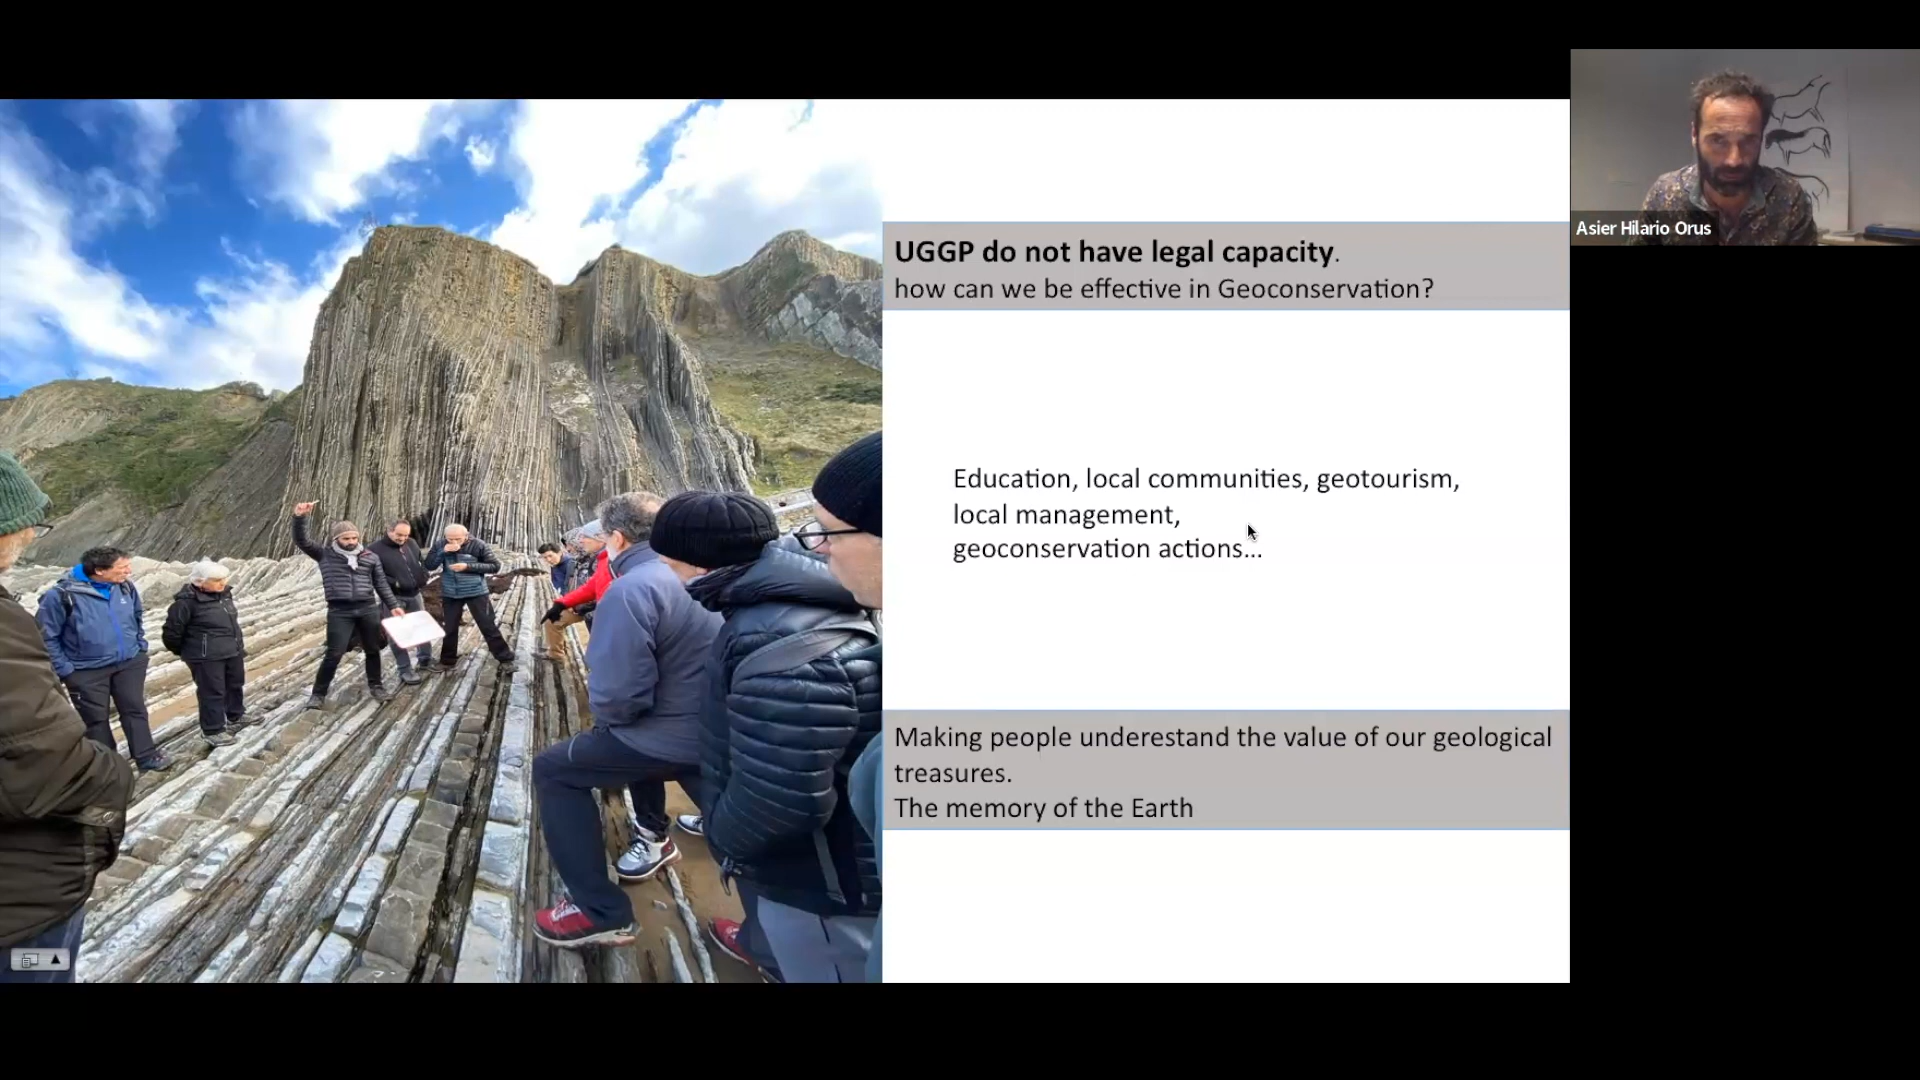 UGGP do not have legal capacity.
how can we be effective in Geoconservation?
Education, local communities, geotourism,
local management,
geoconservation actions...
Making people underestand the value of our geological
treasures.
The memory of the Earth
Asier Hilario Orus